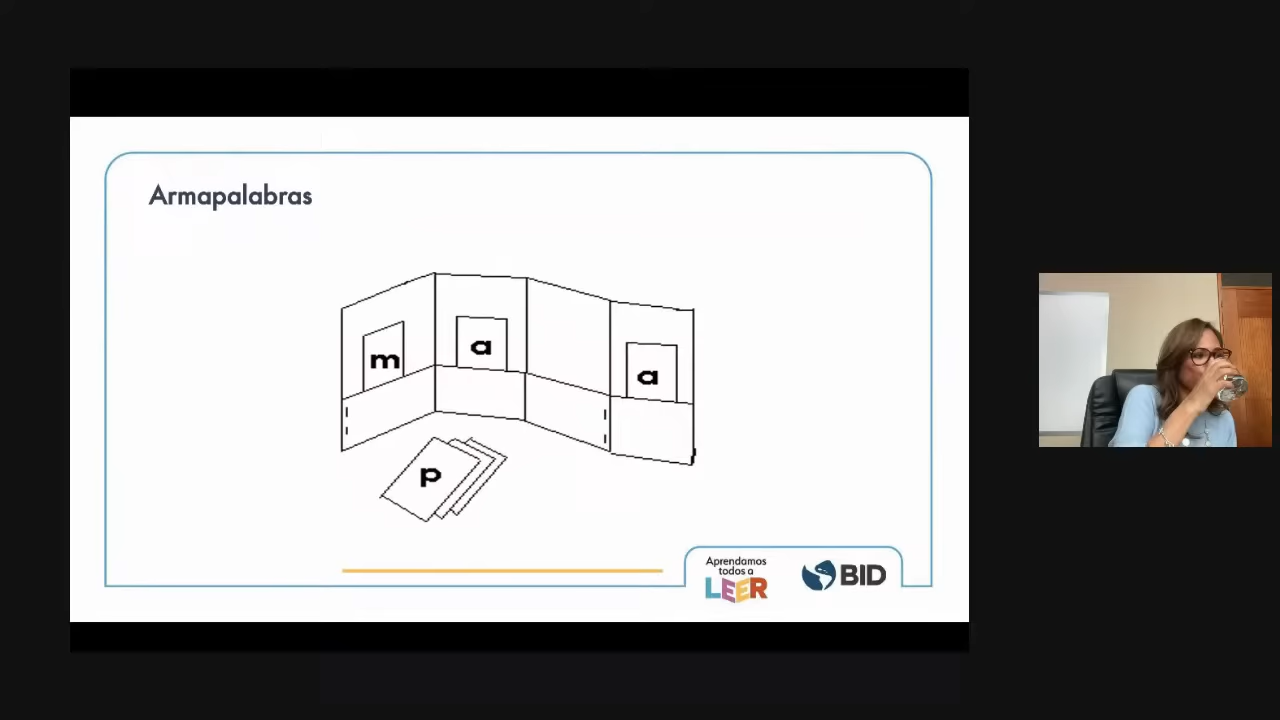 Armapalabras
m
a
a
p
Aprendamos
todos a
LEER
BID